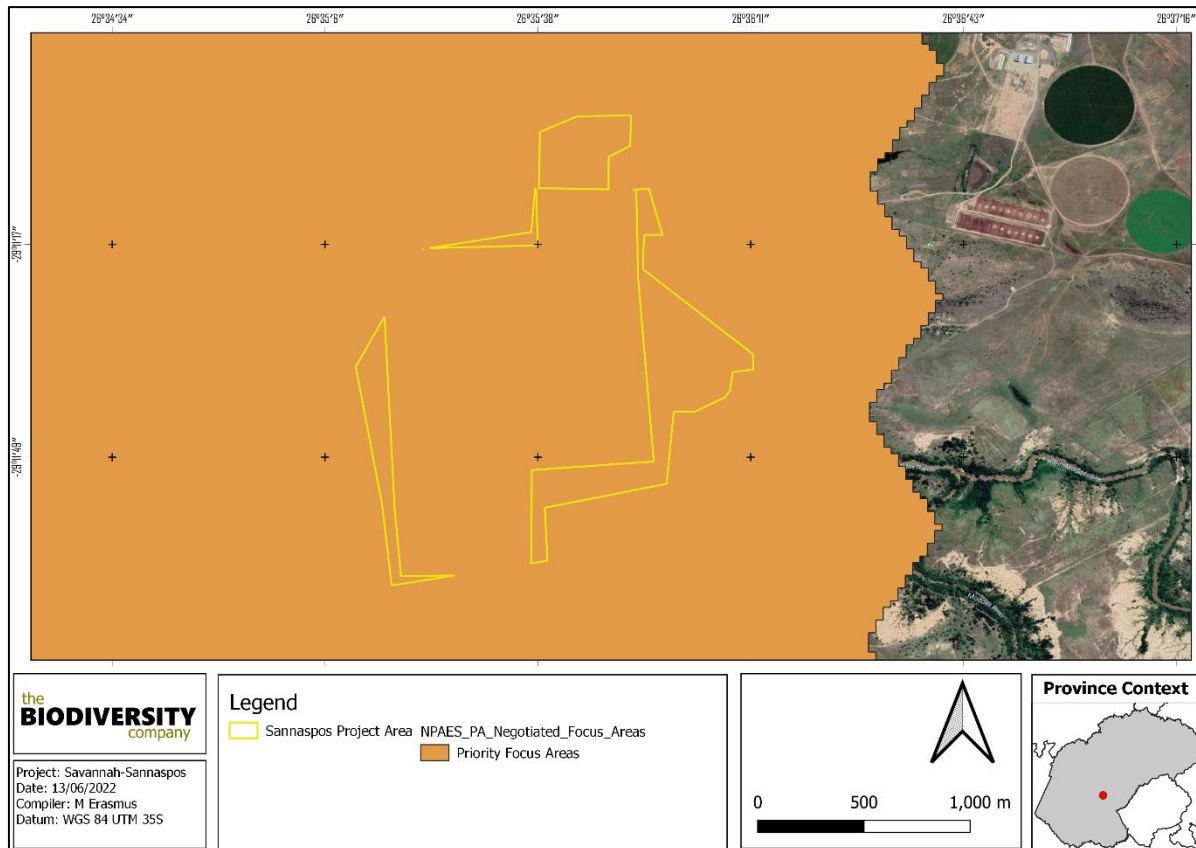 26°34'34" 26°35'6" 26°35'38" 26°36'11" 26°36'43" 26°37'16"
-29°11'17"
-29°11'49"
Modder River
the
BIODIVERSITY
company
Project: Savannah-Sannaspos
Date: 13/06/2022
Compiler: M Erasmus
Datum: WGS 84 UTM 35S
Legend
Sannaspos Project Area NPAES_PA_Negotiated_Focus_Areas
Priority Focus Areas
0 500 1,000 m
Province Context